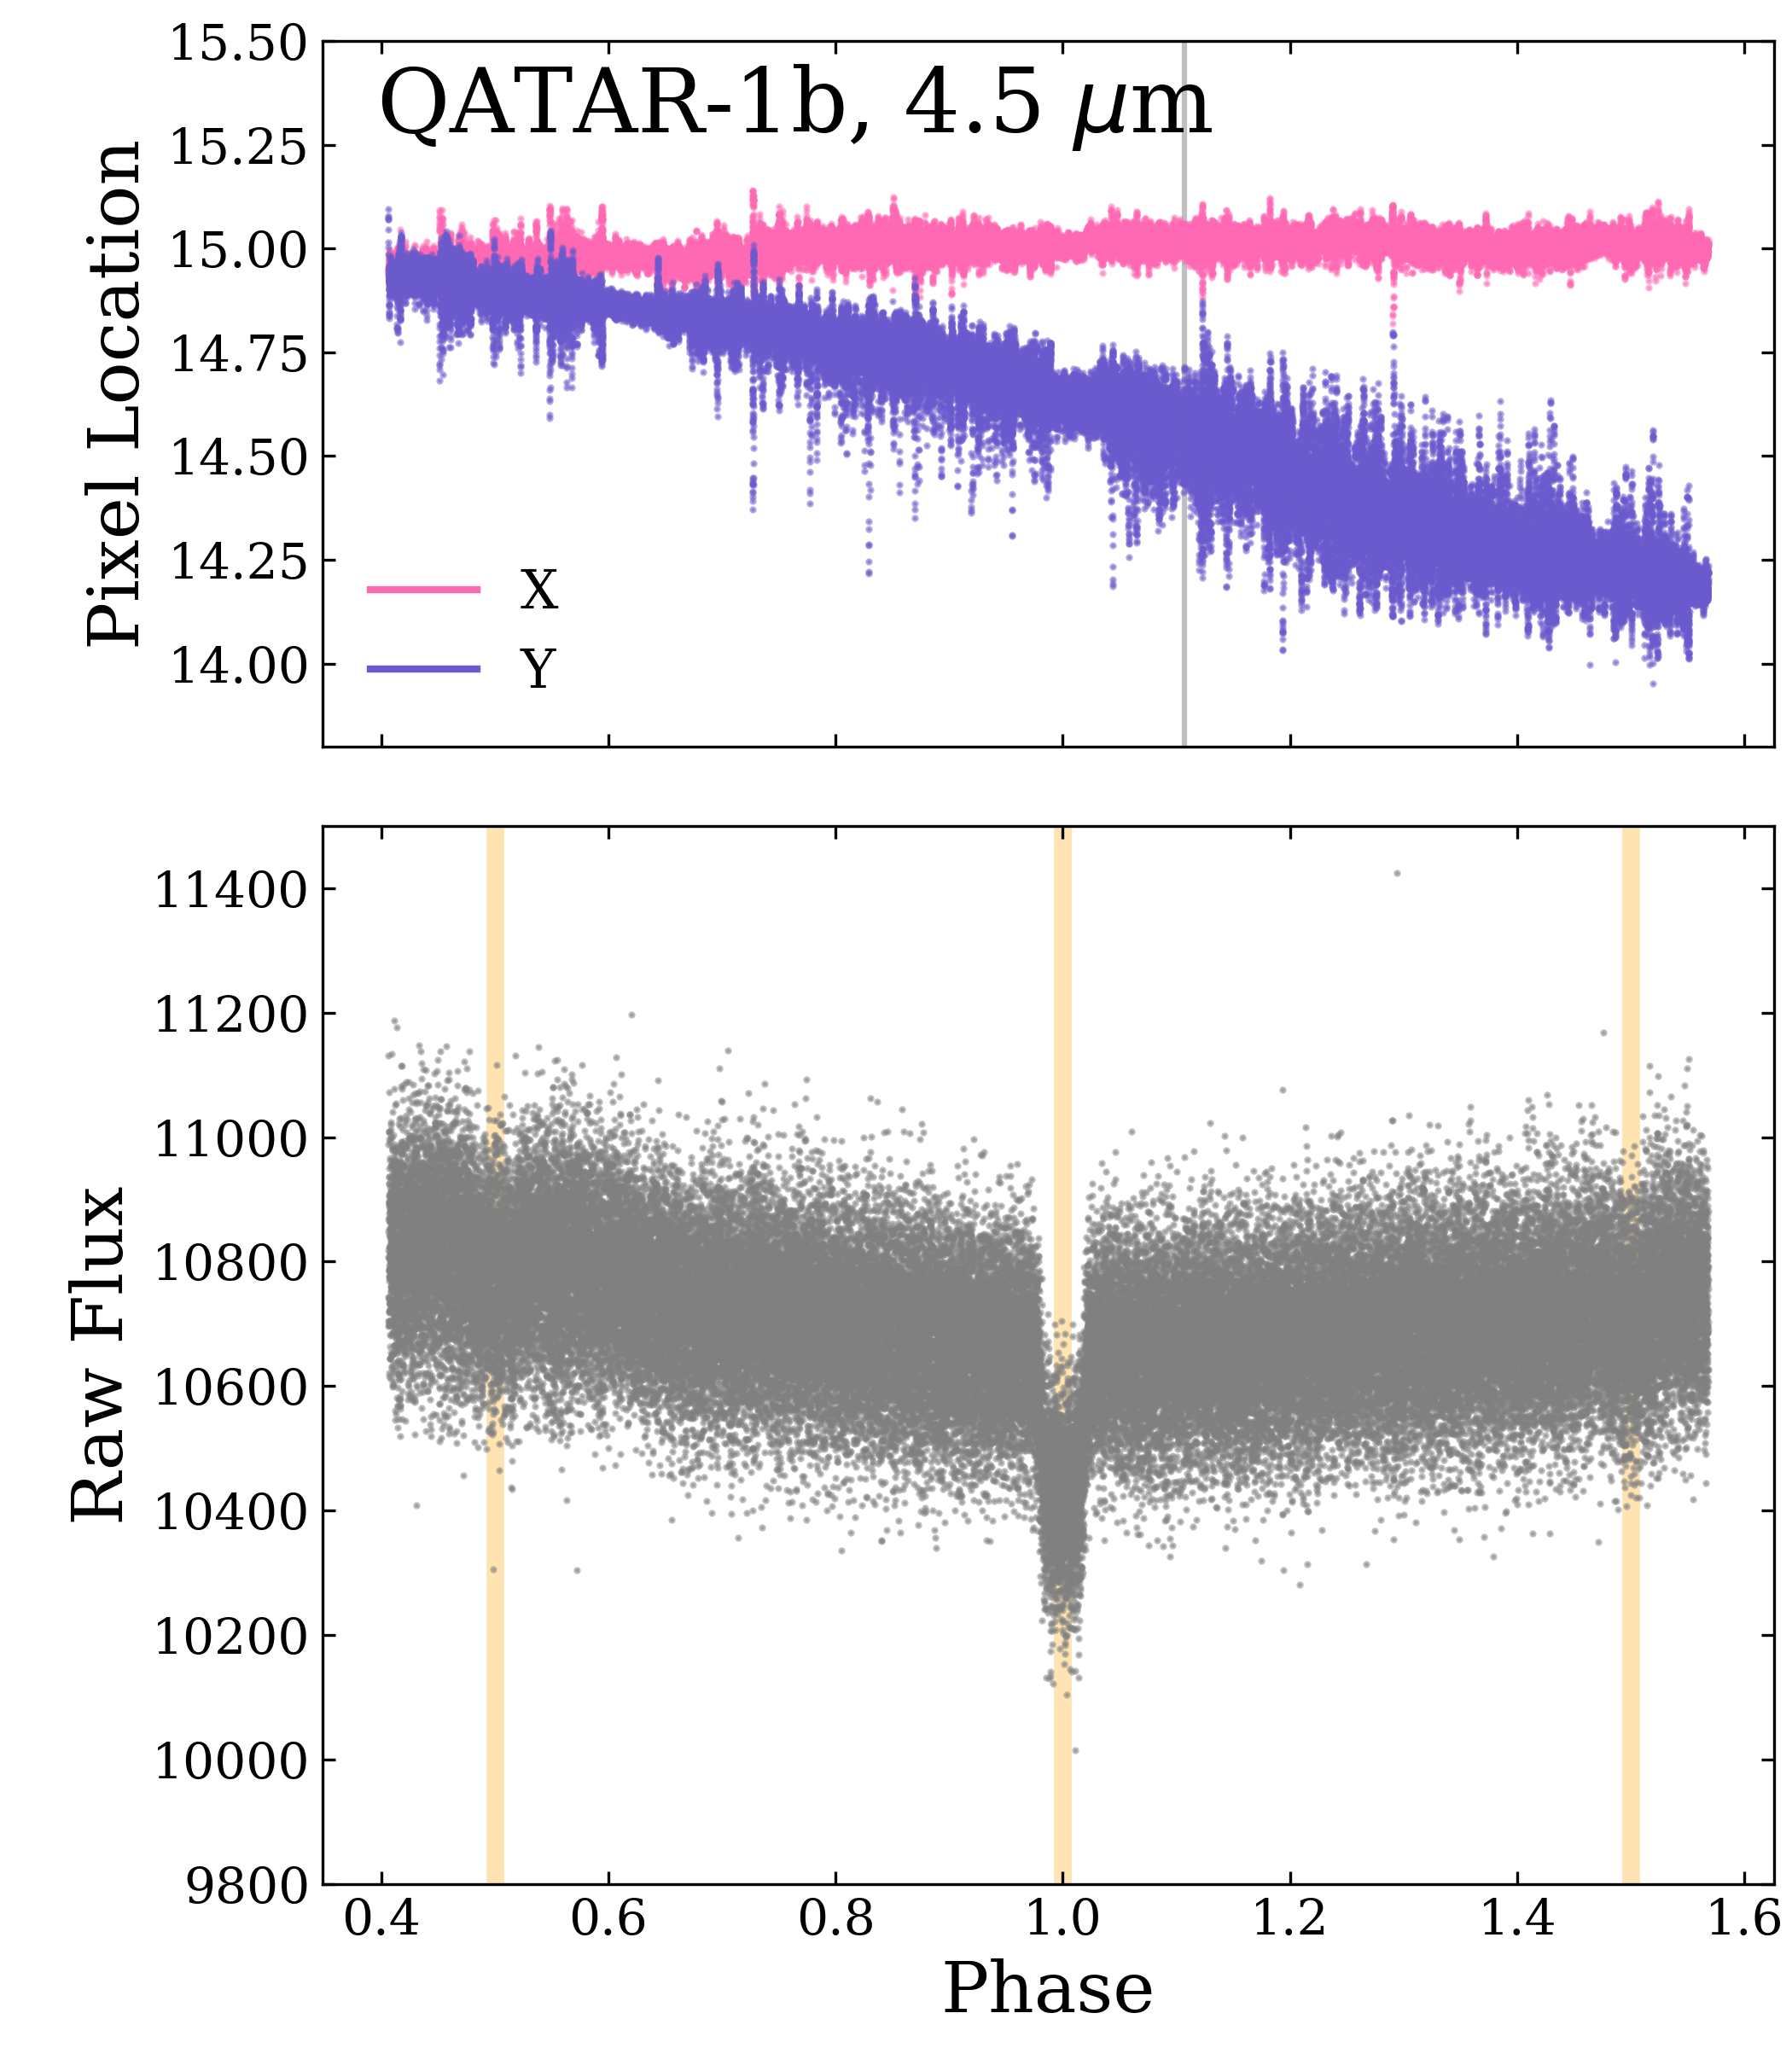 QATAR-1b, 4.5 μm
Pixel Location
15.50
15.25
15.00
14.75
14.50
14.25
14.00
X
Y
Raw Flux
11400
11200
11000
10800
10600
10400
10200
10000
9800
0.4 0.6 0.8 1.0 1.2 1.4 1.6
Phase